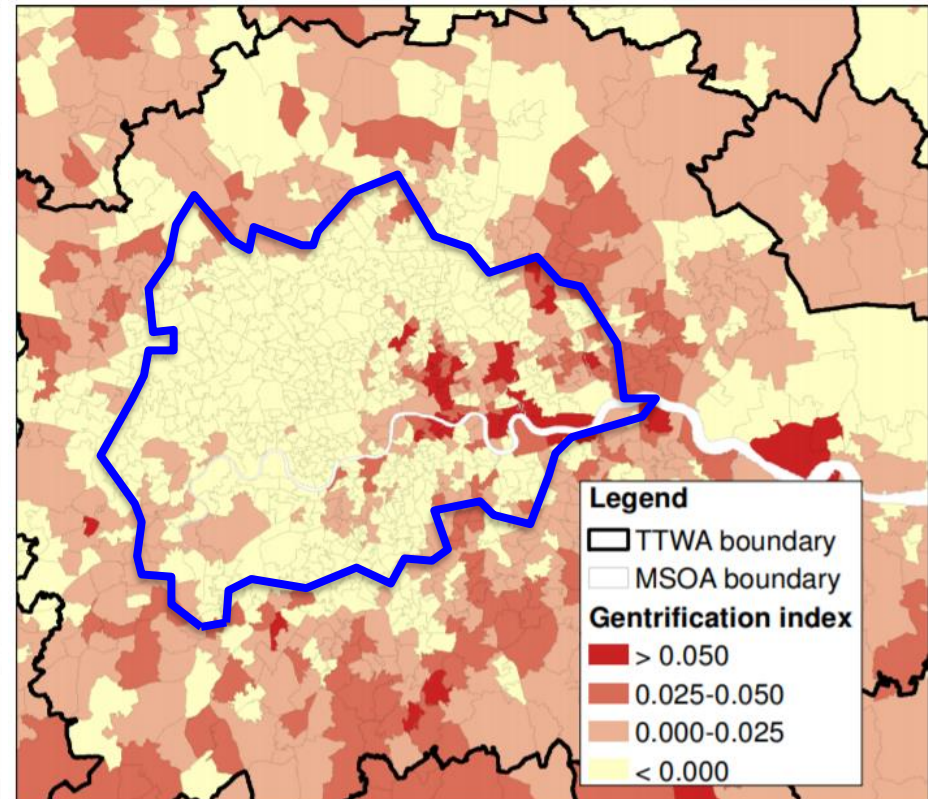 Legend
TTWA boundary
MSOA boundary
Gentrification index
> 0.050
0.025-0.050
0.000-0.025
< 0.000